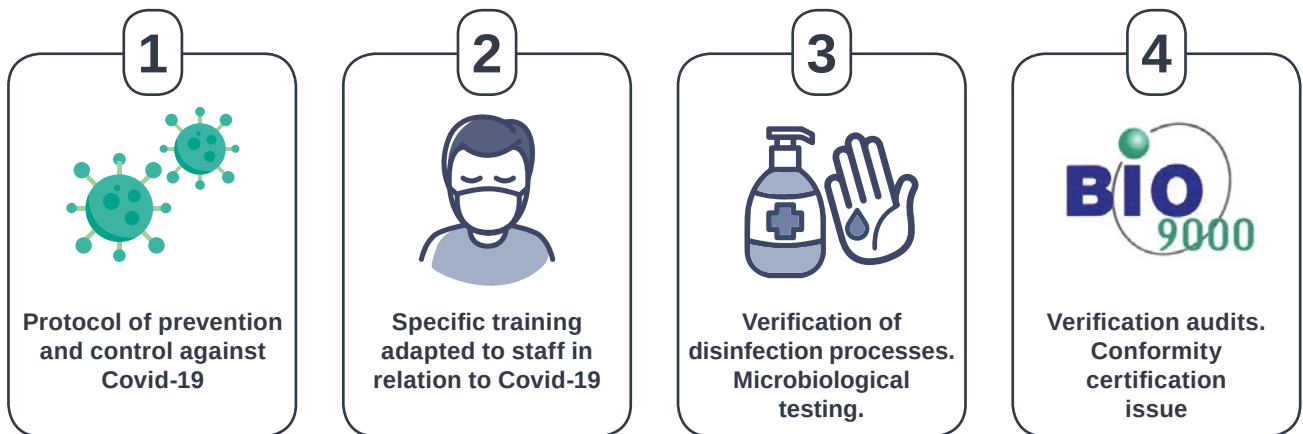 1
Protocol of prevention
and control against
Covid-19
2
Specific training
adapted to staff in
relation to Covid-19
3
Verification of
disinfection processes.
Microbiological
testing.
4
BIO
9000
Verification audits.
Conformity
certification
issue